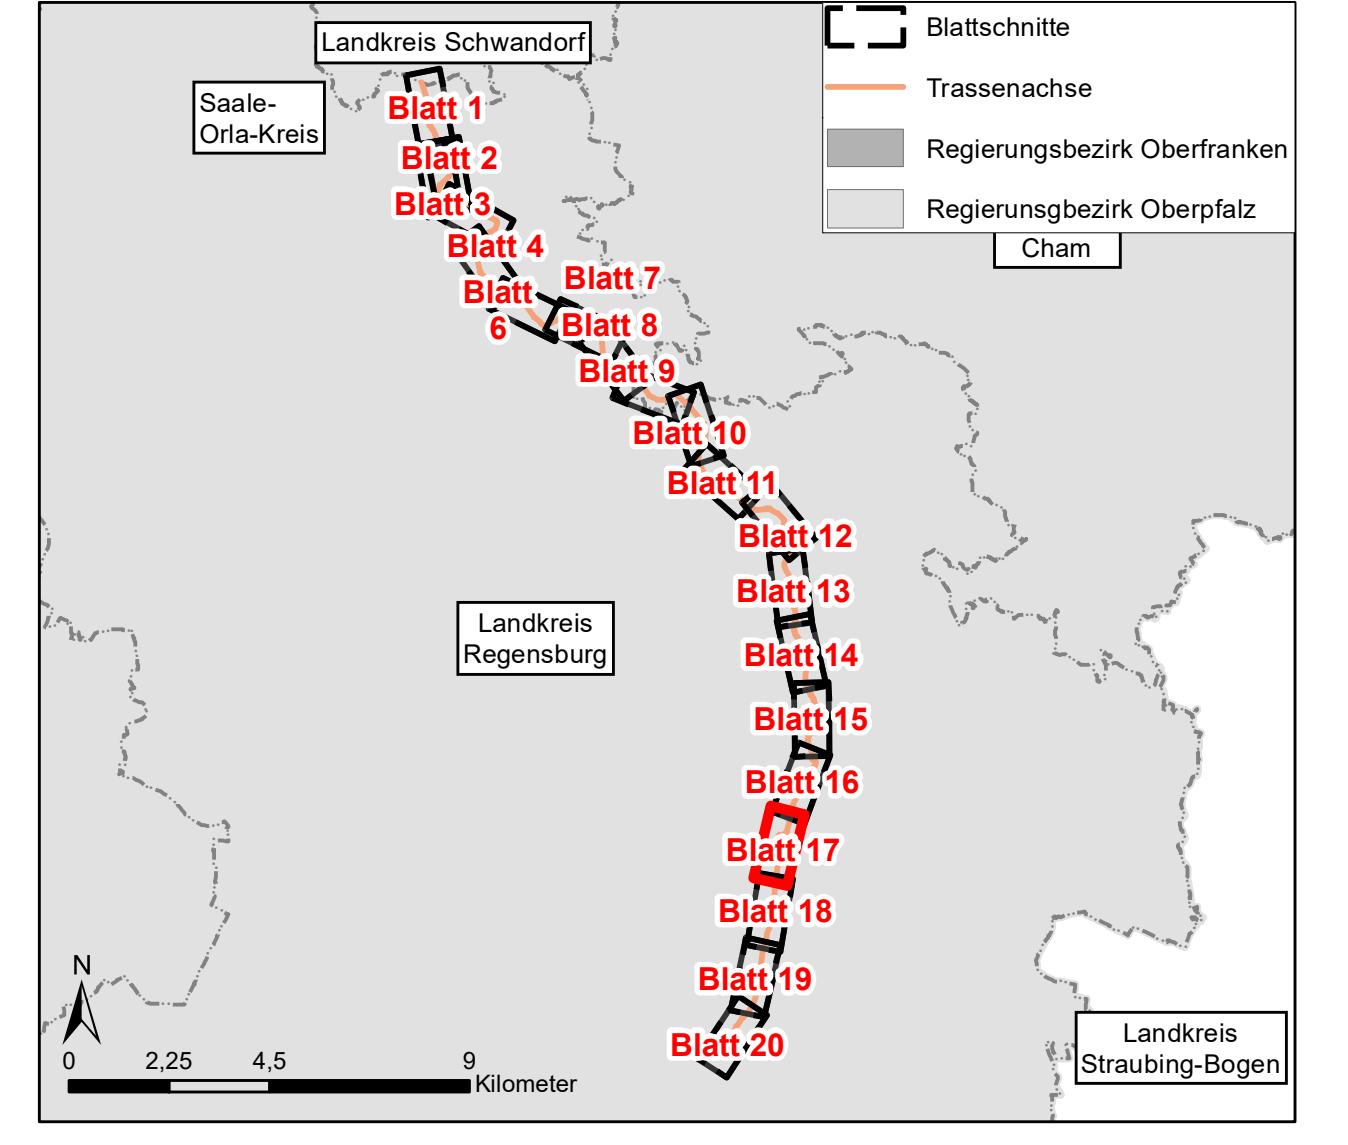 Landkreis Schwandorf
Saale-
Orla-Kreis
Blattschnitte
Trassenachse
Regierungsbezirk Oberfranken
Regierunsgbezirk Oberpfalz
Cham
Blatt 1
Blatt 2
Blatt 3
Blatt 4
Blatt
6
Blatt 7
Blatt 8
Blatt 9
Blatt 10
Blatt 11
Blatt 12
Blatt 13
Landkreis
Regensburg
Blatt 14
Blatt 15
Blatt 16
Blatt 17
Blatt 18
Blatt 19
Blatt 20
N
0 2,25 4,5 9
Kilometer
Landkreis
Straubing-Bogen